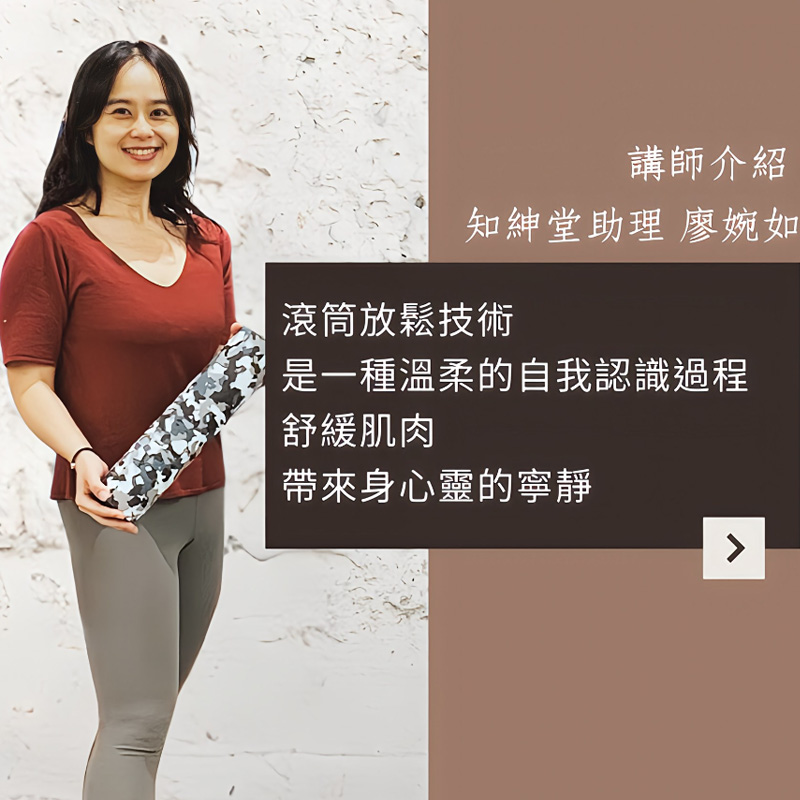 講師介紹
知紳堂助理 廖婉如
滾筒放鬆技術
是一種溫柔的自我認識過程
舒緩肌肉
帶來身心靈的寧靜